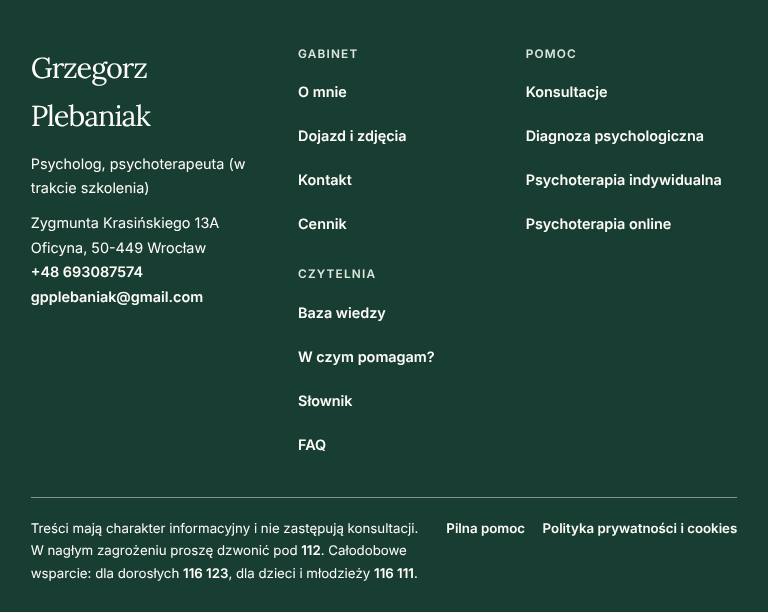 Grzegorz
Plebaniak
Psycholog, psychoterapeuta (w
trakcie szkolenia)
Zygmunta Krasińskiego 13A
Oficyna, 50-449 Wrocław
+48 693087574
gpplebaniak@gmail.com
GABINET
O mnie
Dojazd i zdjęcia
Kontakt
Cennik
CZYTELNIA
Baza wiedzy
W czym pomagam?
Słownik
FAQ
POMOC
Konsultacje
Diagnoza psychologiczna
Psychoterapia indywidualna
Psychoterapia online
Treści mają charakter informacyjny i nie zastępują konsultacji.
W nagłym zagrożeniu proszę dzwonić pod 112. Całodobowe
wsparcie: dla dorosłych 116 123, dla dzieci i młodzieży 116 111.
Pilna pomoc
Polityka prywatności i cookies